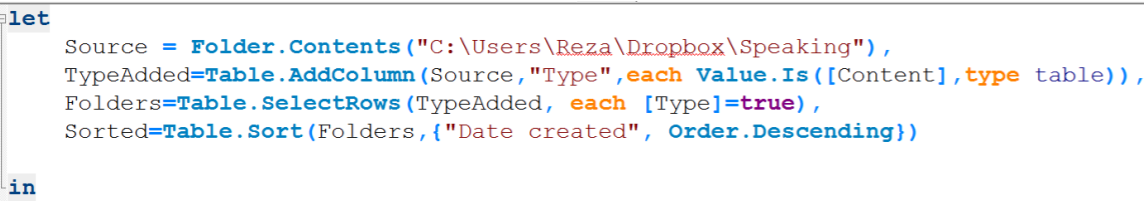 let
Source = Folder.Contents("C:\Users\Reza\Dropbox\Speaking"),
TypeAdded=Table.AddColumn(Source,"Type",each Value.Is([Content],type table)),
Folders=Table.SelectRows(TypeAdded, each [Type]=true),
Sorted=Table.Sort(Folders,{"Date created", Order.Descending})
in